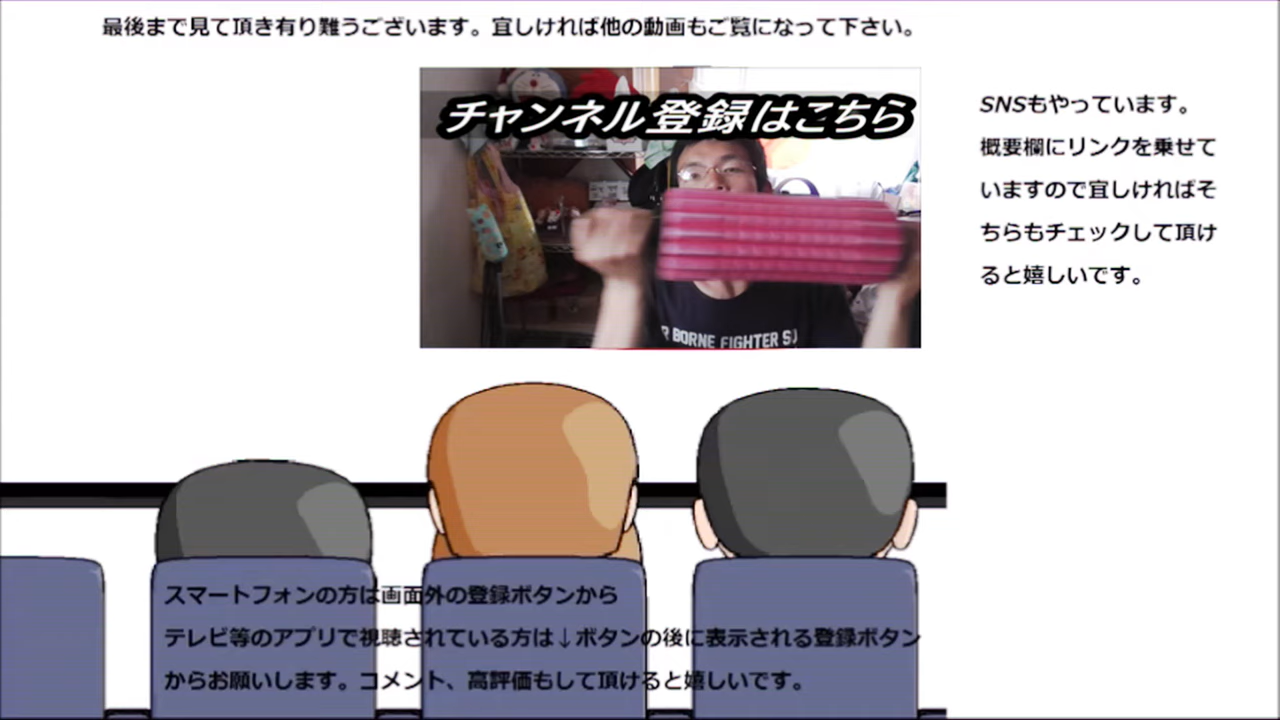 最後まで見て頂き有り難うございます。宜しければ他の動画もご覧になって下さい。
チャンネル登録はこちら
SNSもやっています。
概要欄にリンクを乗せて
いますので宜しければそ
ちらもチェックして頂け
ると嬉しいです。
BORNE FIGHTER
スマートフォンの方は画面外の登録ボタンから
テレビ等のアプリで視聴されている方は↓ボタンの後に表示される登録ボタン
からお願いします。コメント、高評価もして頂けると嬉しいです。